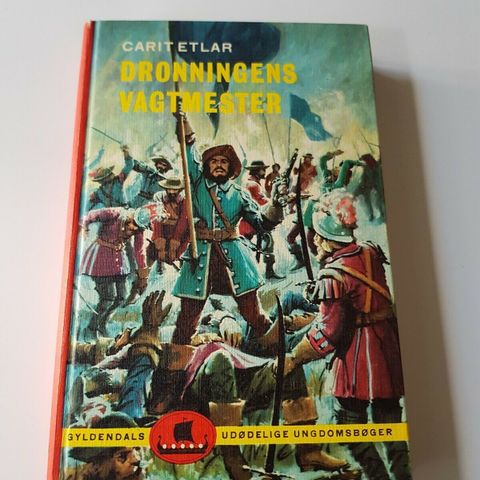 CARIT ETLAR
DRONNINGENS
VAGTMESTER
GYLDENDALS UDØDELIGE UNGDOMSBØGER